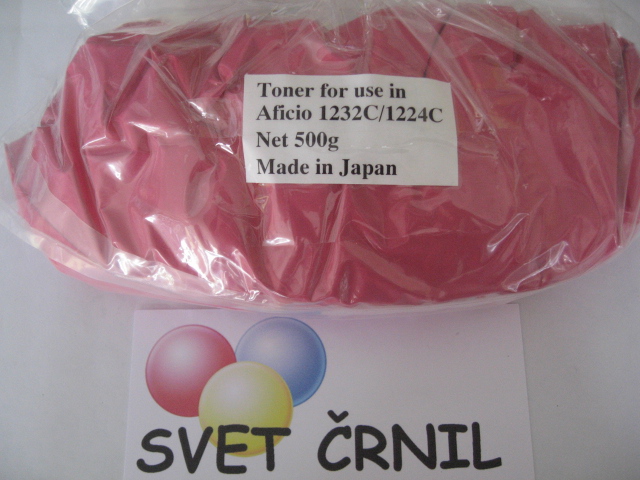 Toner for use in
Aficio 1232C/1224C
Net 500g
Made in Japan
SVET ČRNIL